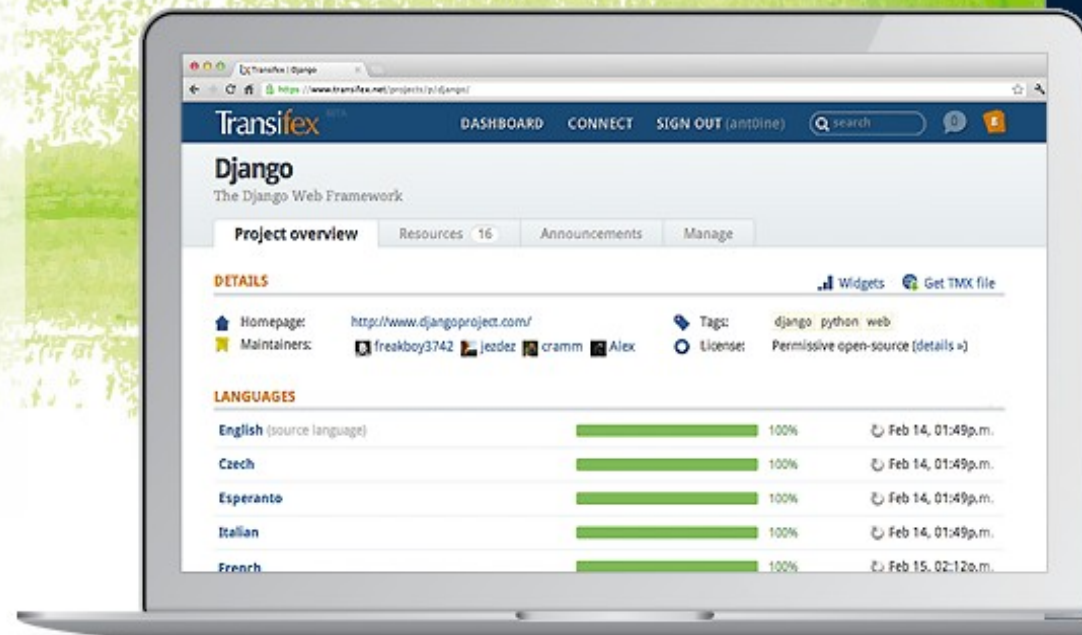 Transifex | Django
https://www.transifex.net/projects/p/django/
Transifex BETA DASHBOARD CONNECT SIGN OUT (ant0ine) search 0 8
Django
The Django Web Framework
Project overview Resources 16 Announcements Manage
DETAILS Widgets Get TMX file
Homepage: http://www.djangoproject.com/ Tags: django python web
Maintainers: freakboy3742 jezdez cramm Alex License: Permissive open-source (details »)
LANGUAGES
English (source language) 100% Feb 14, 01:49p.m.
Czech 100% Feb 14, 01:49p.m.
Esperanto 100% Feb 14, 01:49p.m.
Italian 100% Feb 14, 01:49p.m.
French 100% Feb 15, 02:12p.m.